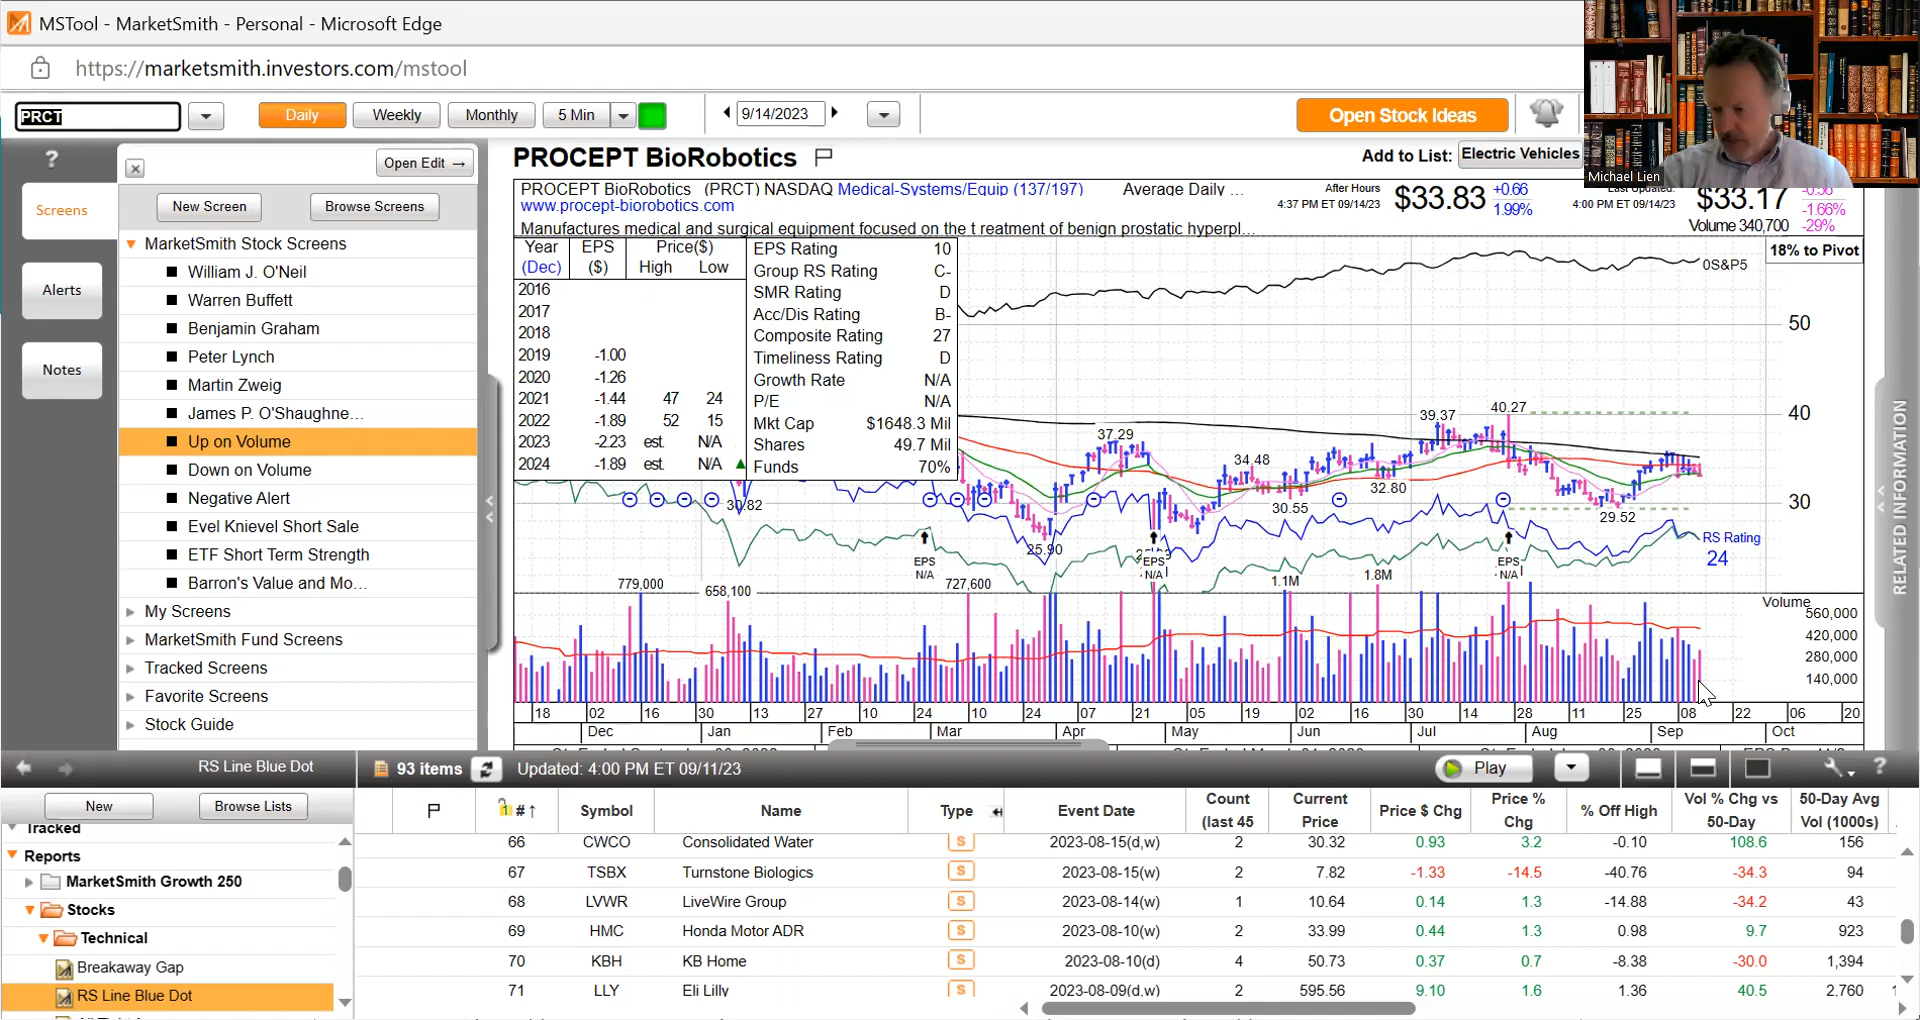 MSTool - MarketSmith - Personal - Microsoft Edge
https://marketsmith.investors.com/mstool
PRCT
Daily
Weekly
Monthly
5 Min
9/14/2023
Open Stock Ideas
Michael Lien
?
Screens
Alerts
Notes
Open Edit →
New Screen
Browse Screens
MarketSmith Stock Screens
William J. O'Neil
Warren Buffett
Benjamin Graham
Peter Lynch
Martin Zweig
James P. O'Shaughne…
Up on Volume
Down on Volume
Negative Alert
Evel Knievel Short Sale
ETF Short Term Strength
Barron's Value and Mo…
My Screens
MarketSmith Fund Screens
Tracked Screens
Favorite Screens
Stock Guide
PROCEPT BioRobotics
Add to List: Electric Vehicles
PROCEPT BioRobotics (PRCT) NASDAQ Medical-Systems/Equip (137/197) Average Daily ...
www.procept-biorobotics.com
Manufactures medical and surgical equipment focused on the t reatment of benign prostatic hyperpl...
After Hours
4:37 PM ET 09/14/23
$33.83
+0.66
1.99%
4:00 PM ET 09/14/23
$33.17
-1.66%
Volume 340,700 -29%
18% to Pivot
Year EPS Price($)
(Dec) ($) High Low
2016
2017
2018
2019 -1.00
2020 -1.26
2021 -1.44 47 24
2022 -1.89 52 15
2023 -2.23 est. N/A
2024 -1.89 est. N/A
EPS Rating 10
Group RS Rating C-
SMR Rating D
Acc/Dis Rating B-
Composite Rating 27
Timeliness Rating D
Growth Rate N/A
P/E N/A
Mkt Cap $1648.3 Mil
Shares 49.7 Mil
Funds 70%
0S&P5
50
40
30
37.29
39.37
40.27
34.48
32.80
30.82
30.55
29.52
25.90
EPS N/A
EPS N/A
EPS N/A
RS Rating
24
779,000
658,100
727,600
1.1M
1.8M
Volume
560,000
420,000
280,000
140,000
18 02 16 30 13 27 10 24 10 24 07 21 05 19 02 16 30 14 28 11 25 08 22 06 20
Dec Jan Feb Mar Apr May Jun Jul Aug Sep Oct
RELATED INFORMATION
RS Line Blue Dot
93 items
Updated: 4:00 PM ET 09/11/23
Play
?
New
Browse Lists
Tracked
Reports
MarketSmith Growth 250
Stocks
Technical
Breakaway Gap
RS Line Blue Dot
# ↑ Symbol Name Type Event Date Count (last 45 Current Price Price $ Chg Price % Chg % Off High Vol % Chg vs 50-Day 50-Day Avg Vol (1000s)
66 CWCO Consolidated Water S 2023-08-15(d,w) 2 30.32 0.93 3.2 -0.10 108.6 156
67 TSBX Turnstone Biologics S 2023-08-15(w) 2 7.82 -1.33 -14.5 -40.76 -34.3 94
68 LVWR LiveWire Group S 2023-08-14(w) 1 10.64 0.14 1.3 -14.88 -34.2 43
69 HMC Honda Motor ADR S 2023-08-10(w) 2 33.99 0.44 1.3 0.98 9.7 923
70 KBH KB Home S 2023-08-10(d) 4 50.73 0.37 0.7 -8.38 -30.0 1,394
71 LLY Eli Lilly S 2023-08-09(d,w) 2 595.56 9.10 1.6 1.36 40.5 2,760